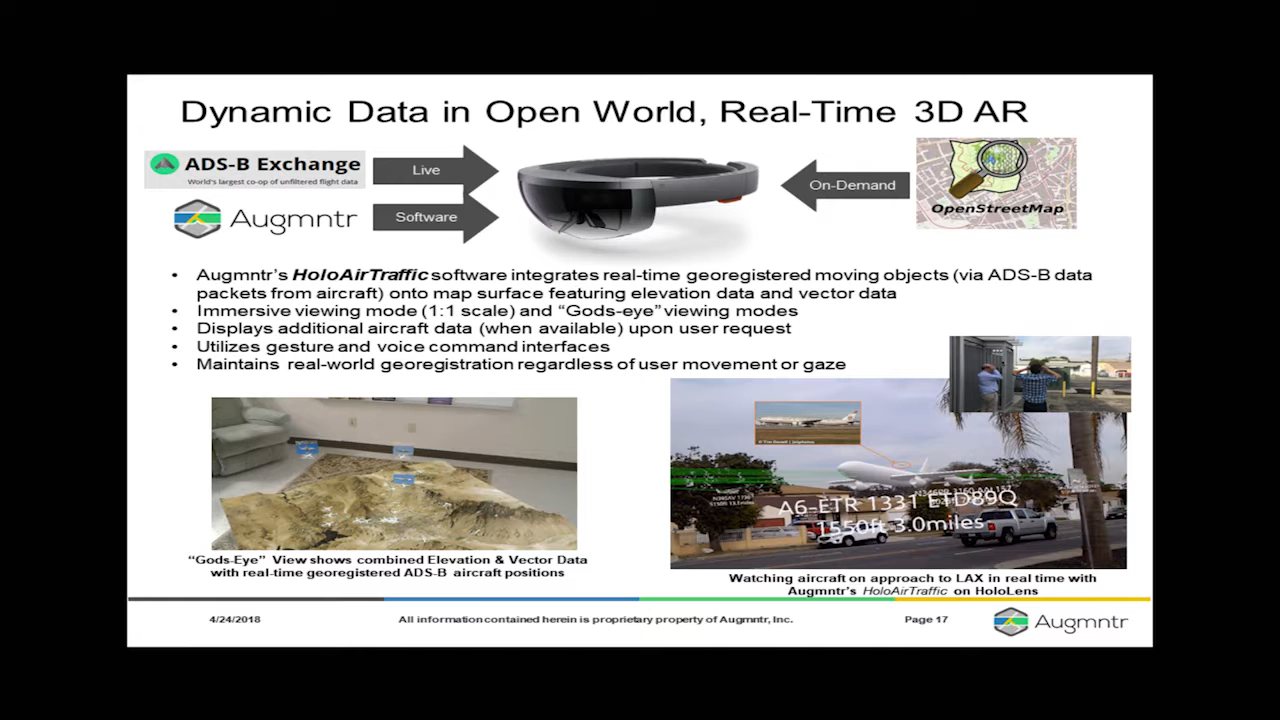 Dynamic Data in Open World, Real-Time 3D AR
ADS-B Exchange
World's largest co-op of unfiltered flight data
Live
Augmntr
Software
On-Demand
OpenStreetMap
• Augmntr's HoloAirTraffic software integrates real-time georegistered moving objects (via ADS-B data
packets from aircraft) onto map surface featuring elevation data and vector data
• Immersive viewing mode (1:1 scale) and “Gods-eye” viewing modes
• Displays additional aircraft data (when available) upon user request
• Utilizes gesture and voice command interfaces
• Maintains real-world georegistration regardless of user movement or gaze
A6-ETR 1331 ETD89Q
1550ft 3.0miles
“Gods-Eye” View shows combined Elevation & Vector Data
with real-time georegistered ADS-B aircraft positions
Watching aircraft on approach to LAX in real time with
Augmntr's HoloAirTraffic on HoloLens
4/24/2018
All information contained herein is proprietary property of Augmntr, Inc.
Page 17
Augmntr